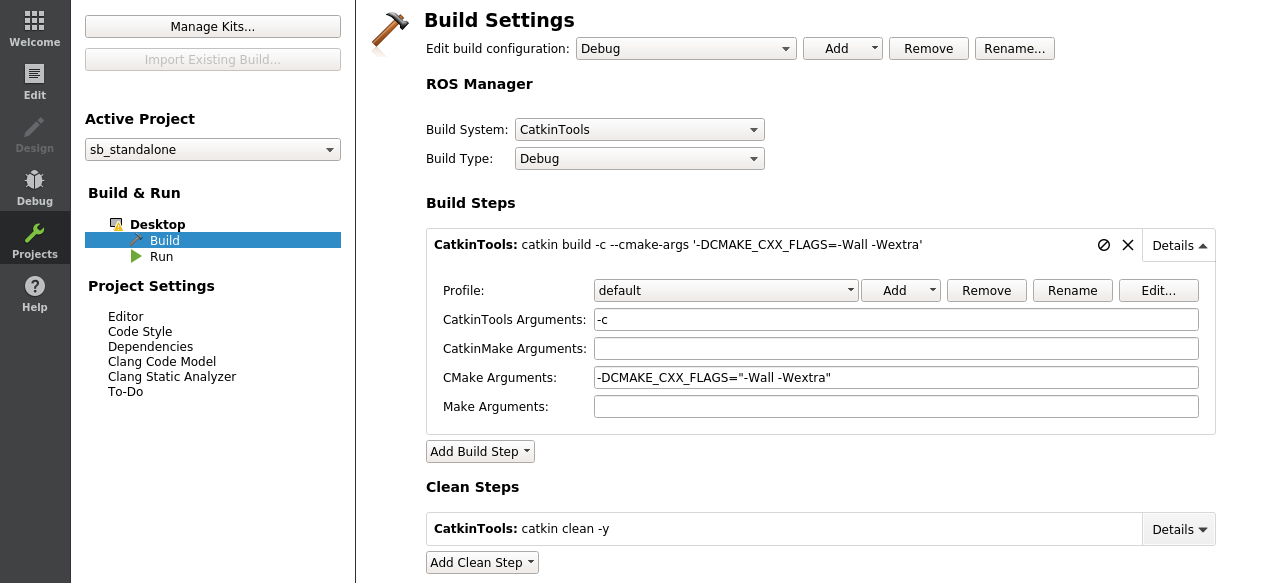 Welcome
Edit
Design
Debug
Projects
Help
Manage Kits...
Import Existing Build...
Active Project
sb_standalone
Build & Run
Desktop
Build
Run
Project Settings
Editor
Code Style
Dependencies
Clang Code Model
Clang Static Analyzer
To-Do
Build Settings
Edit build configuration: Debug Add Remove Rename...
ROS Manager
Build System: CatkinTools
Build Type: Debug
Build Steps
CatkinTools: catkin build -c --cmake-args '-DCMAKE_CXX_FLAGS=-Wall -Wextra' Details
Profile: default Add Remove Rename Edit...
CatkinTools Arguments: -c
CatkinMake Arguments:
CMake Arguments: -DCMAKE_CXX_FLAGS="-Wall -Wextra"
Make Arguments:
Add Build Step
Clean Steps
CatkinTools: catkin clean -y Details
Add Clean Step